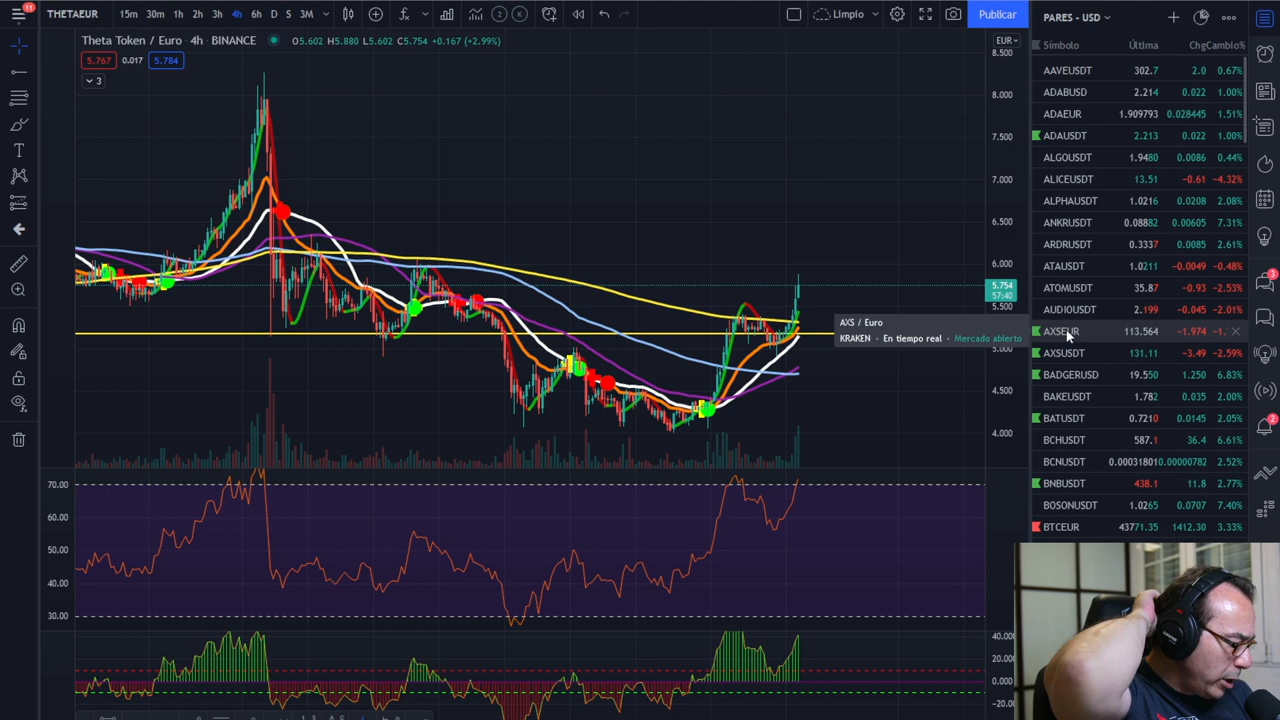 11
THETAEUR 15m 30m 1h 2h 3h 4h 6h D S 3M 2 K Limpio Publicar
PARES - USD
Theta Token / Euro · 4h · BINANCE O5.602 H5.880 L5.602 C5.754 +0.167 (+2.99%)
EUR
5.767 0.017 5.784
3
8.500
8.000
7.500
7.000
6.500
6.000
5.754
57:40
5.500
5.000
4.500
4.000
AXS / Euro
KRAKEN - En tiempo real - Mercado abierto
70.00
60.00
50.00
40.00
30.00
40.00
20.000
0.000
Símbolo Última Chg Cambio%
AAVEUSDT 302.7 2.0 0.67%
ADABUSD 2.214 0.022 1.00%
ADAEUR 1.909793 0.028445 1.51%
ADAUSDT 2.213 0.022 1.00%
ALGOUSDT 1.9480 0.0086 0.44%
ALICEUSDT 13.51 -0.61 -4.32%
ALPHAUSDT 1.0216 0.0208 2.08%
ANKRUSDT 0.08882 0.00605 7.31%
ARDRUSDT 0.3337 0.0085 2.61%
ATAUSDT 1.0211 -0.0049 -0.48%
ATOMUSDT 35.87 -0.93 -2.53%
AUDIOUSDT 2.199 -0.045 -2.01%
AXSEUR 113.564 -1.974 -1.
AXSUSDT 131.11 -3.49 -2.59%
BADGERUSD 19.550 1.250 6.83%
BAKEUSDT 1.782 0.035 2.00%
BATUSDT 0.7210 0.0145 2.05%
BCHUSDT 587.1 36.4 6.61%
BCNUSDT 0.00031801 0.00000782 2.52%
BNBUSDT 438.1 11.8 2.77%
BOSONUSDT 1.0265 0.0707 7.40%
BTCEUR 43771.35 1412.30 3.33%
3
2